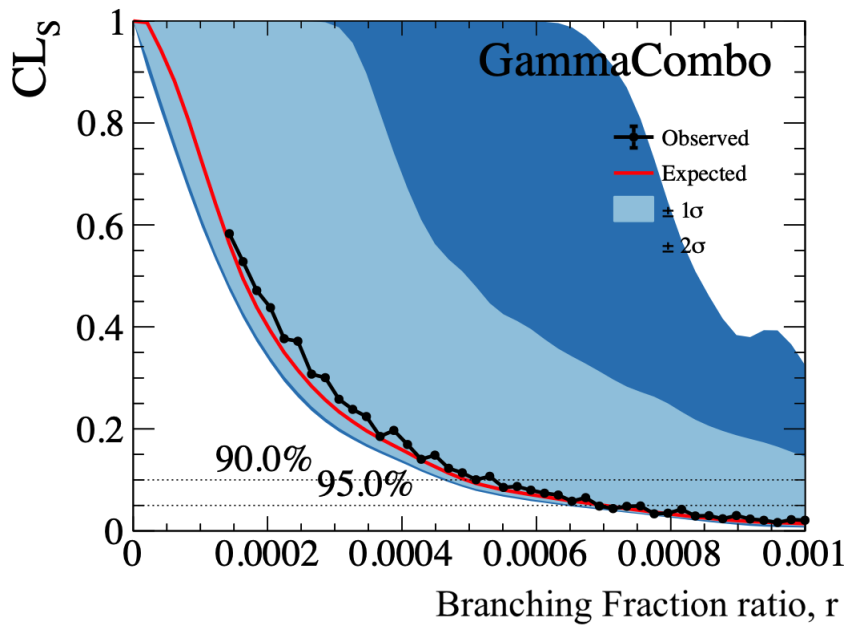 CLS
1
0.8
0.6
0.4
0.2
0
GammaCombo
Observed
Expected
± 1σ
± 2σ
90.0%
95.0%
0 0.0002 0.0004 0.0006 0.0008 0.001
Branching Fraction ratio, r